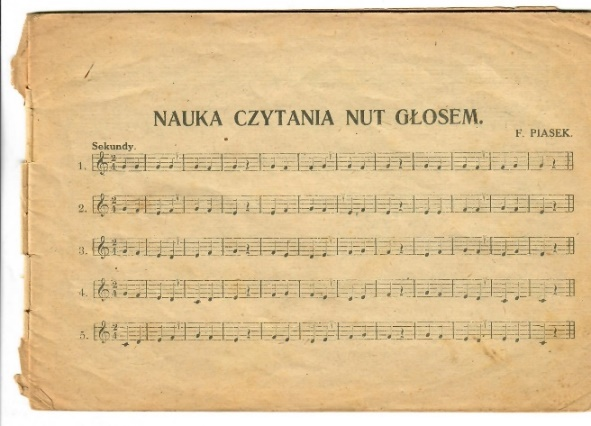 NAUKA CZYTANIA NUT GŁOSEM.
F. PIASEK.
Sekundy.
1.
2.
3.
4.
5.